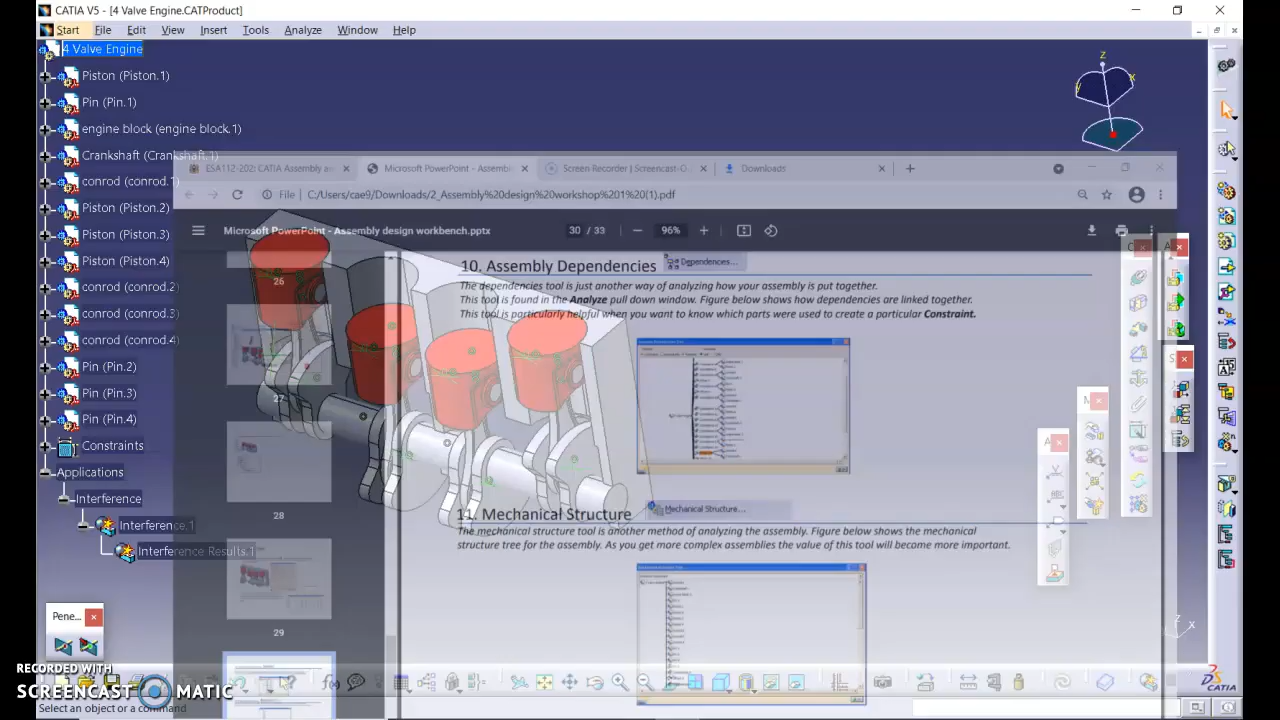 CATIA V5 - [4 Valve Engine.CATProduct]
Start File Edit View Insert Tools Analyze Window Help
4 Valve Engine
Piston (Piston.1)
Pin (Pin.1)
engine block (engine block.1)
Crankshaft (Crankshaft.1)
conrod (conrod.1)
Piston (Piston.2)
Piston (Piston.3)
Piston (Piston.4)
conrod (conrod.2)
conrod (conrod.3)
conrod (conrod.4)
Pin (Pin.2)
Pin (Pin.3)
Pin (Pin.4)
Constraints
Applications
Interference
Interference.1
Interference Results.1
Pene...
ESA112-202: CATIA Assembly a
Microsoft PowerPoint - Assemb
Screen Recorder | Screencast-O-
Downloads
File C:/Users/cae9/Downloads/2_Assembly%20design%20workshop%201%20(1).pdf
Microsoft PowerPoint - Assembly design workbench.pptx
30 / 33
96%
26
27
28
29
10. Assembly Dependencies
Dependencies...
The dependencies tool is just another way of analyzing how your assembly is put together.
This tool is found in the Analyze pull down window. Figure below shows how dependencies are linked together.
This tool is particularly helpful when you want to know which parts were used to create a particular Constraint.
11. Mechanical Structure
Mechanical Structure...
The mechanical structure tool is another method of analyzing the assembly. Figure below shows the mechanical
structure tree for the assembly. As you get more complex assemblies the value of this tool will become more important.
z
x
y
Z
X
RECORDED WITH
SCREENCAST MATIC
Select an object or a command
CATIA